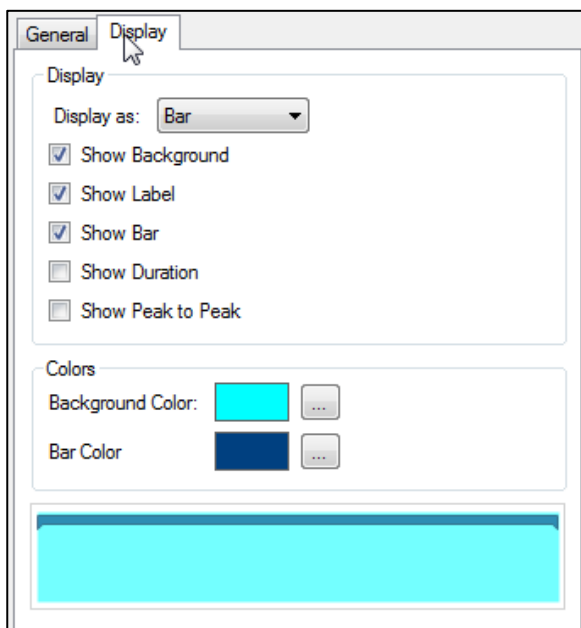 General Display
Display
Display as: Bar
Show Background
Show Label
Show Bar
Show Duration
Show Peak to Peak
Colors
Background Color: ...
Bar Color ...